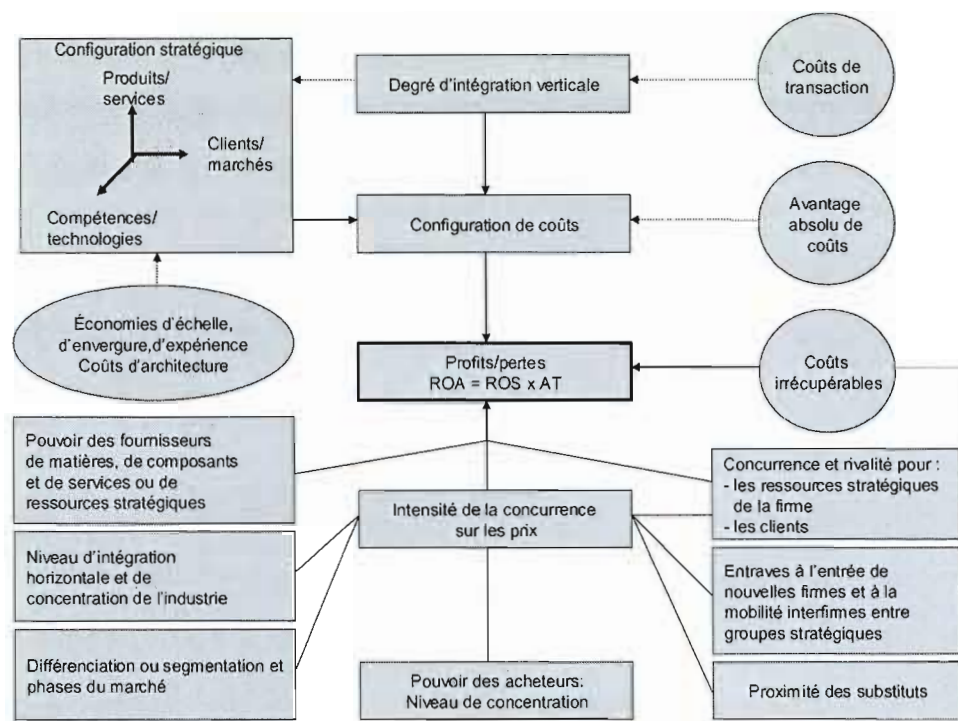 Configuration stratégique
Produits/
services
Clients/
marchés
Compétences/
technologies
Degré d'intégration verticale
Coûts de
transaction
Configuration de coûts
Avantage
absolu de
coûts
Économies d'échelle,
d'envergure,d'expérience
Coûts d'architecture
Profits/pertes
ROA = ROS x AT
Coûts
irrécupérables
Pouvoir des fournisseurs
de matières, de composants
et de services ou de
ressources stratégiques
Intensité de la concurrence
sur les prix
Concurrence et rivalité pour :
- les ressources stratégiques
de la firme
- les clients
Niveau d'intégration
horizontale et de
concentration de l'industrie
Entraves à l'entrée de
nouvelles firmes et à la
mobilité interfirmes entre
groupes stratégiques
Différenciation ou segmentation et
phases du marché
Pouvoir des acheteurs:
Niveau de concentration
Proximité des substituts